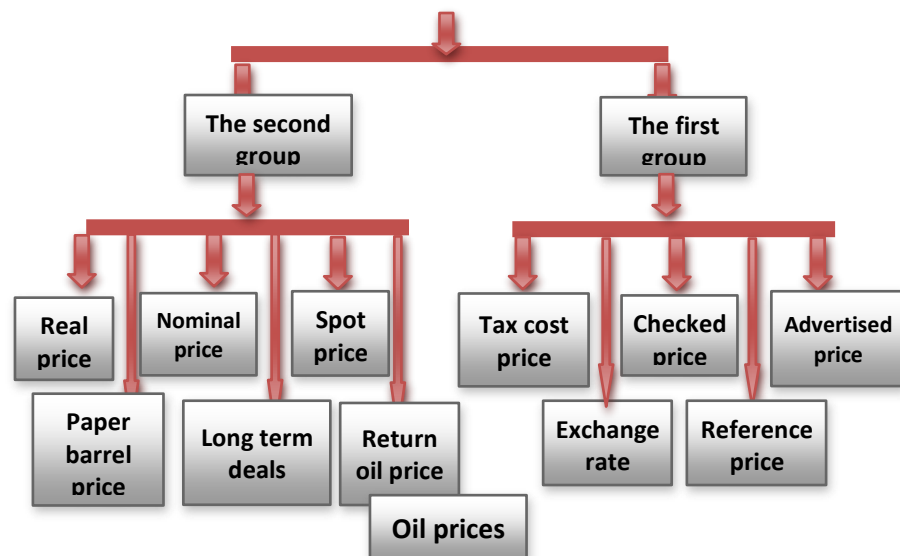 The second
group
The first
group
Real
price
Nominal
price
Spot
price
Tax cost
price
Checked
price
Advertised
price
Paper
barrel
price
Long term
deals
Return
oil price
Exchange
rate
Reference
price
Oil prices